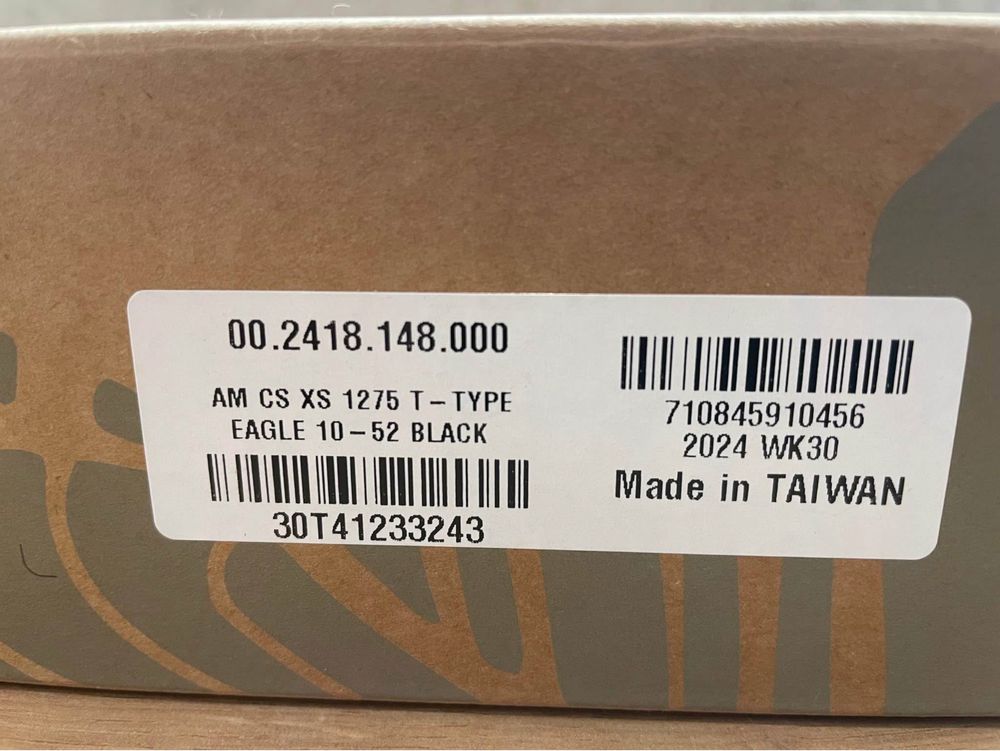 00.2418.148.000
AM CS XS 1275 T-TYPE
EAGLE 10-52 BLACK
30T41233243
710845910456
2024 WK30
Made in TAIWAN